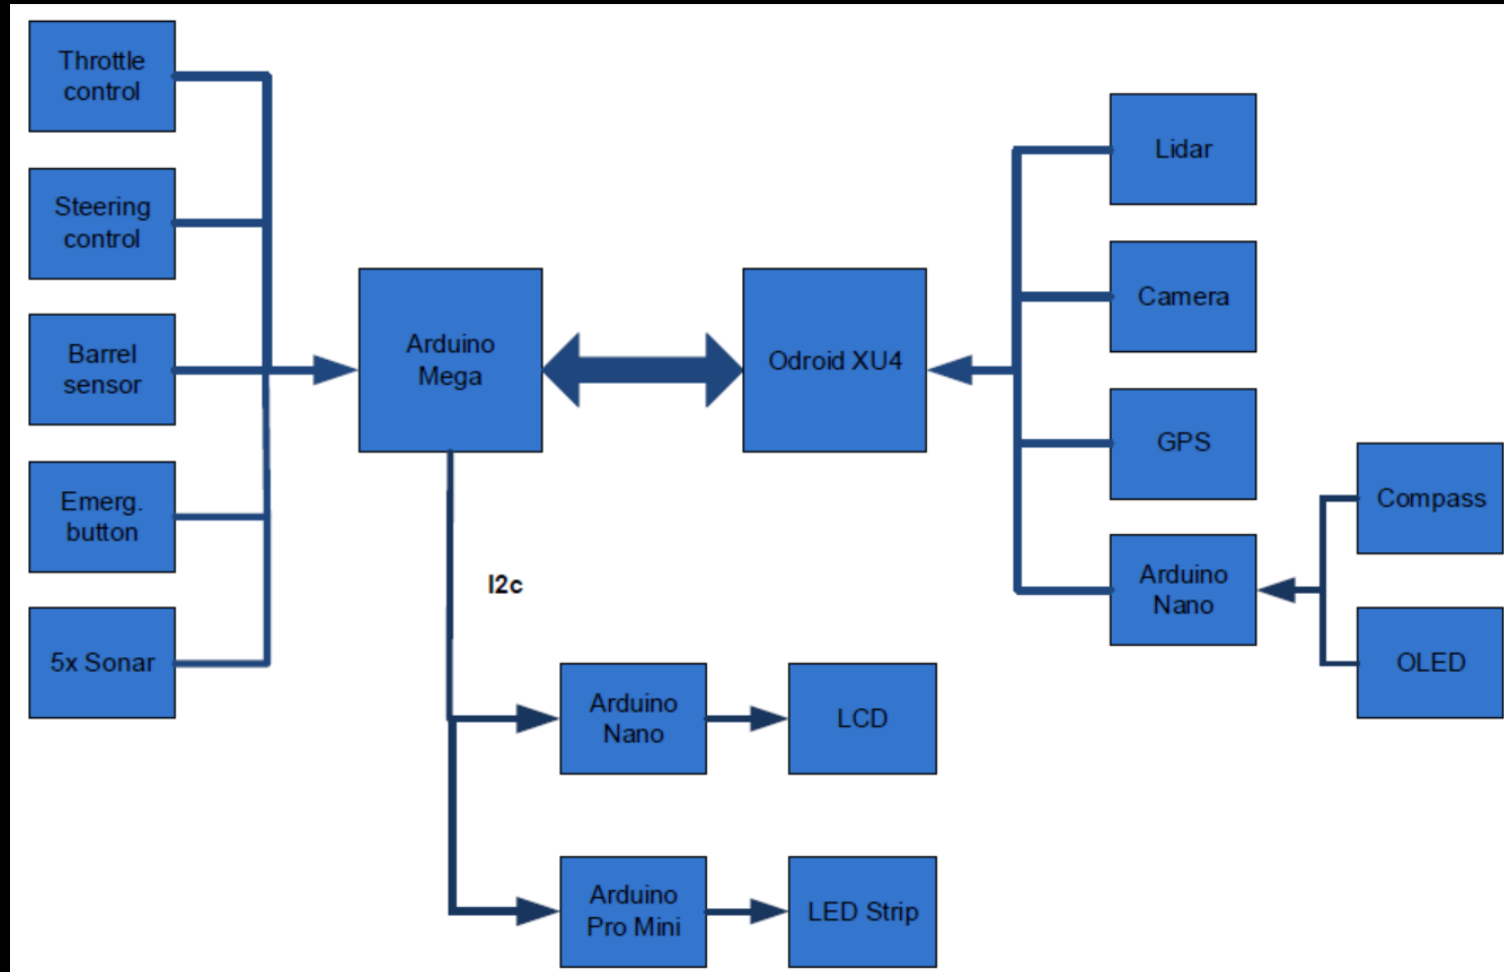 Throttle
control
Steering
control
Barrel
sensor
Emerg.
button
5x Sonar
Arduino
Mega
I2c
Arduino
Nano
LCD
Arduino
Pro Mini
LED Strip
Odroid XU4
Lidar
Camera
GPS
Arduino
Nano
Compass
OLED